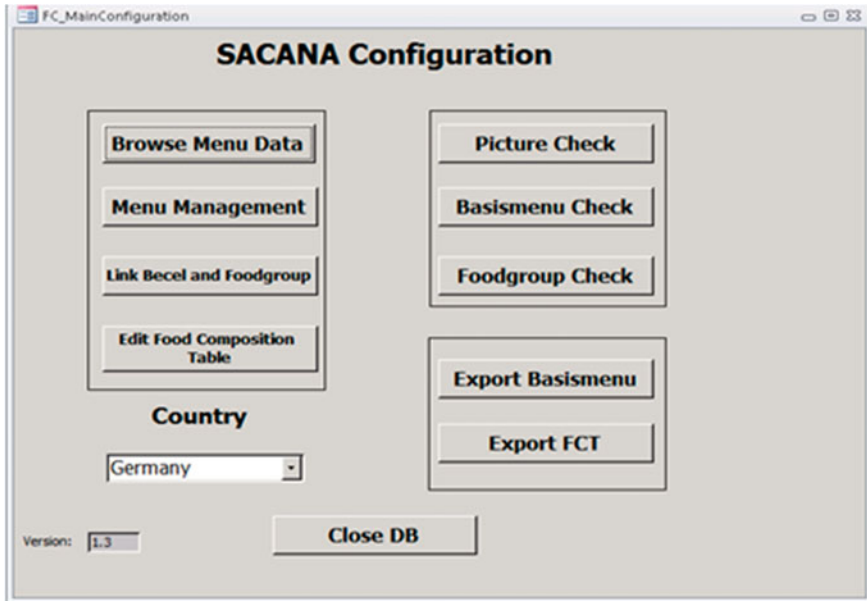 FC_MainConfiguration
SACANA Configuration
Browse Menu Data
Menu Management
Link Becel and Foodgroup
Edit Food Composition
Table
Country
Germany
Version: 1.3
Picture Check
Basismenu Check
Foodgroup Check
Export Basismenu
Export FCT
Close DB